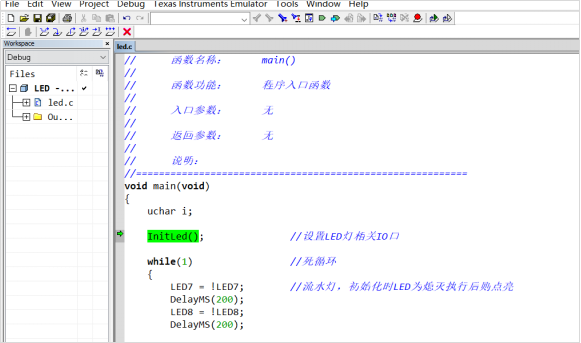 File Edit View Project Debug Texas Instruments Emulator Tools Window Help
Workspace
Debug
Files
LED -...
led.c
Ou...
led.c
// 函数名称: main()
//
// 函数功能: 程序入口函数
//
// 入口参数: 无
//
// 返回参数: 无
//
// 说明:
//==========================================================
void main(void)
{
uchar i;
InitLed(); //设置LED灯相关IO口
while(1) //死循环
{
LED7 = !LED7; //流水灯，初始化时LED为熄灭执行后则点亮
DelayMS(200);
LED8 = !LED8;
DelayMS(200);